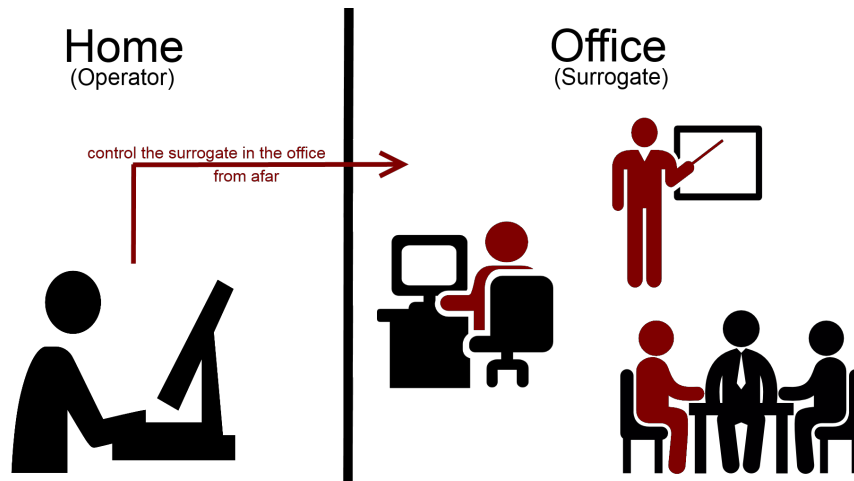 Home
(Operator)
Office
(Surrogate)
control the surrogate in the office
from afar